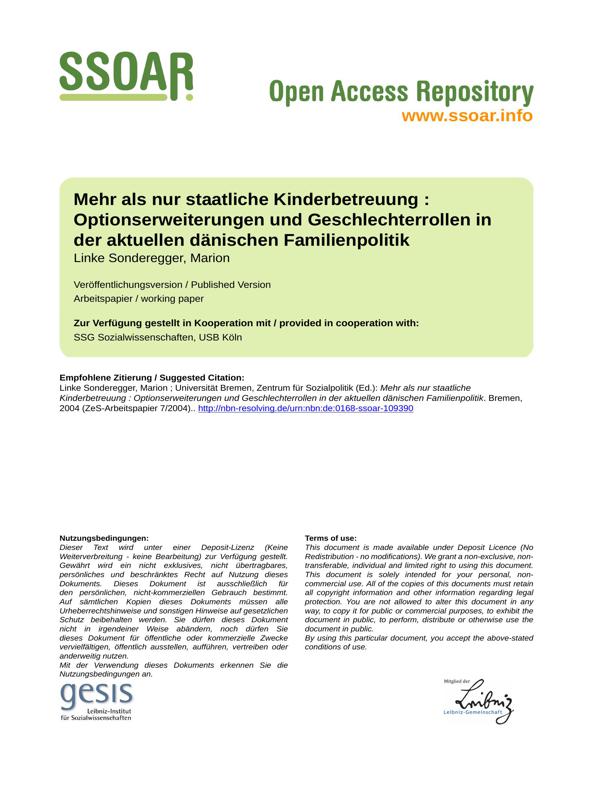 SSOAR
Open Access Repository
www.ssoar.info
Mehr als nur staatliche Kinderbetreuung :
Optionserweiterungen und Geschlechterrollen in
der aktuellen dänischen Familienpolitik
Linke Sonderegger, Marion
Veröffentlichungsversion / Published Version
Arbeitspapier / working paper
Zur Verfügung gestellt in Kooperation mit / provided in cooperation with:
SSG Sozialwissenschaften, USB Köln
Empfohlene Zitierung / Suggested Citation:
Linke Sonderegger, Marion ; Universität Bremen, Zentrum für Sozialpolitik (Ed.): Mehr als nur staatliche
Kinderbetreuung : Optionserweiterungen und Geschlechterrollen in der aktuellen dänischen Familienpolitik. Bremen,
2004 (ZeS-Arbeitspapier 7/2004).. http://nbn-resolving.de/urn:nbn:de:0168-ssoar-109390
Nutzungsbedingungen:
Dieser Text wird unter einer Deposit-Lizenz (Keine
Weiterverbreitung - keine Bearbeitung) zur Verfügung gestellt.
Gewährt wird ein nicht exklusives, nicht übertragbares,
persönliches und beschränktes Recht auf Nutzung dieses
Dokuments. Dieses Dokument ist ausschließlich für
den persönlichen, nicht-kommerziellen Gebrauch bestimmt.
Auf sämtlichen Kopien dieses Dokuments müssen alle
Urheberrechtshinweise und sonstigen Hinweise auf gesetzlichen
Schutz beibehalten werden. Sie dürfen dieses Dokument
nicht in irgendeiner Weise abändern, noch dürfen Sie
dieses Dokument für öffentliche oder kommerzielle Zwecke
vervielfältigen, öffentlich ausstellen, aufführen, vertreiben oder
anderweitig nutzen.
Mit der Verwendung dieses Dokuments erkennen Sie die
Nutzungsbedingungen an.
Terms of use:
This document is made available under Deposit Licence (No
Redistribution - no modifications). We grant a non-exclusive, non-
transferable, individual and limited right to using this document.
This document is solely intended for your personal, non-
commercial use. All of the copies of this documents must retain
all copyright information and other information regarding legal
protection. You are not allowed to alter this document in any
way, to copy it for public or commercial purposes, to exhibit the
document in public, to perform, distribute or otherwise use the
document in public.
By using this particular document, you accept the above-stated
conditions of use.
gesis
Leibniz-Institut
für Sozialwissenschaften
Mitglied der
Leibniz
Leibniz-Gemeinschaft